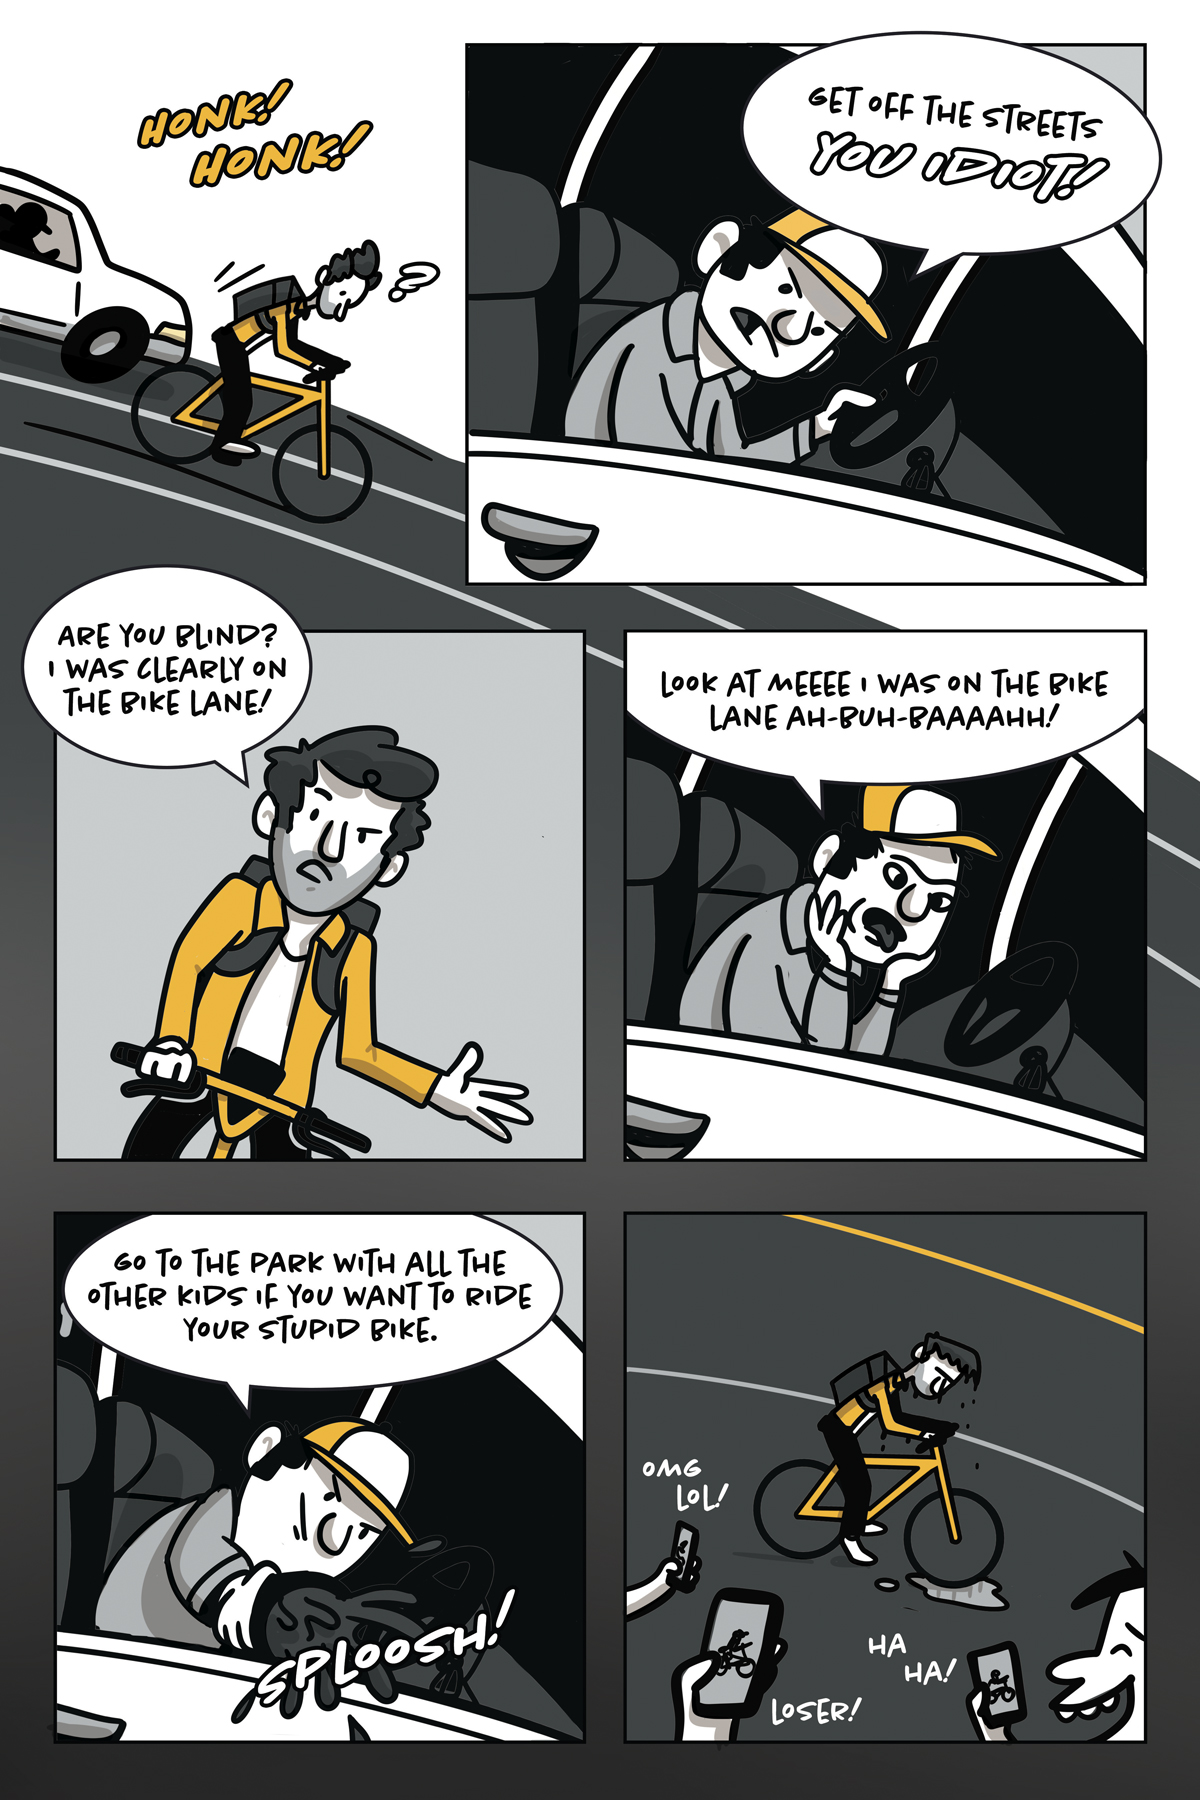 HONK!
HONK!
GET OFF THE STREETS
YOU IDIOT!
ARE YOU BLIND?
I WAS CLEARLY ON
THE BIKE LANE!
LOOK AT MEEEE I WAS ON THE BIKE
LANE AH-BUH-BAAAAHH!
GO TO THE PARK WITH ALL THE
OTHER KIDS IF YOU WANT TO RIDE
YOUR STUPID BIKE.
SPLOOSH!
OMG
LOL!
LOSER!
HA
HA!